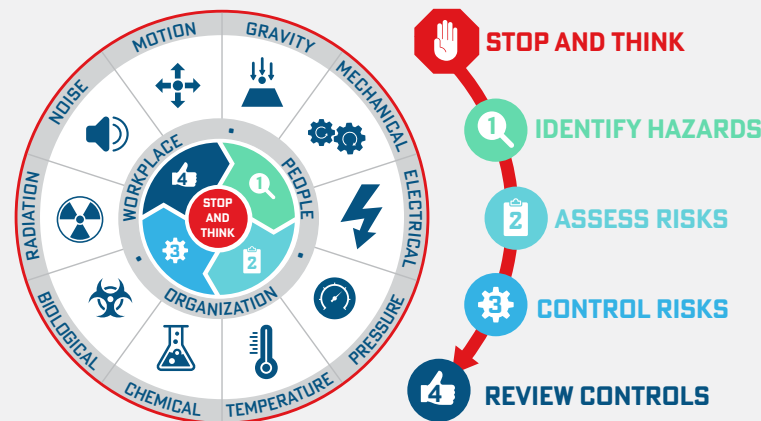 MOTION
GRAVITY
MECHANICAL
ELECTRICAL
PRESSURE
TEMPERATURE
CHEMICAL
BIOLOGICAL
RADIATION
NOISE
WORKPLACE
PEOPLE
ORGANIZATION
4
1
STOP
AND
THINK
3
2
STOP AND THINK
1
IDENTIFY HAZARDS
2
ASSESS RISKS
3
CONTROL RISKS
4
REVIEW CONTROLS